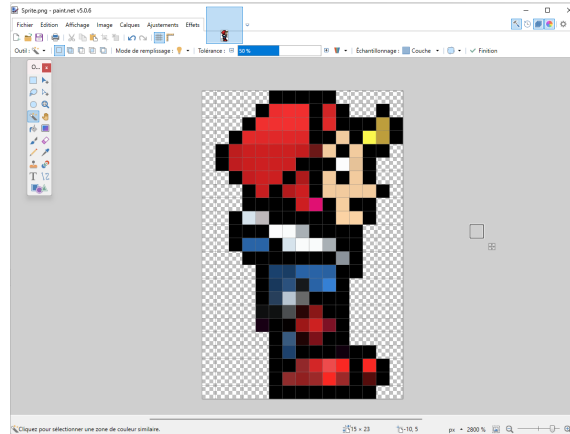 Sprite.png - paint.net v5.0.6
Fichier Edition Affichage Image Calques Ajustements Effets
Outil : Mode de remplissage : Tolérance : 50 % Échantillonnage : Couche Finition
O...
Cliquez pour sélectionner une zone de couleur similaire. 15 × 23 -10, 5 px 2800 %